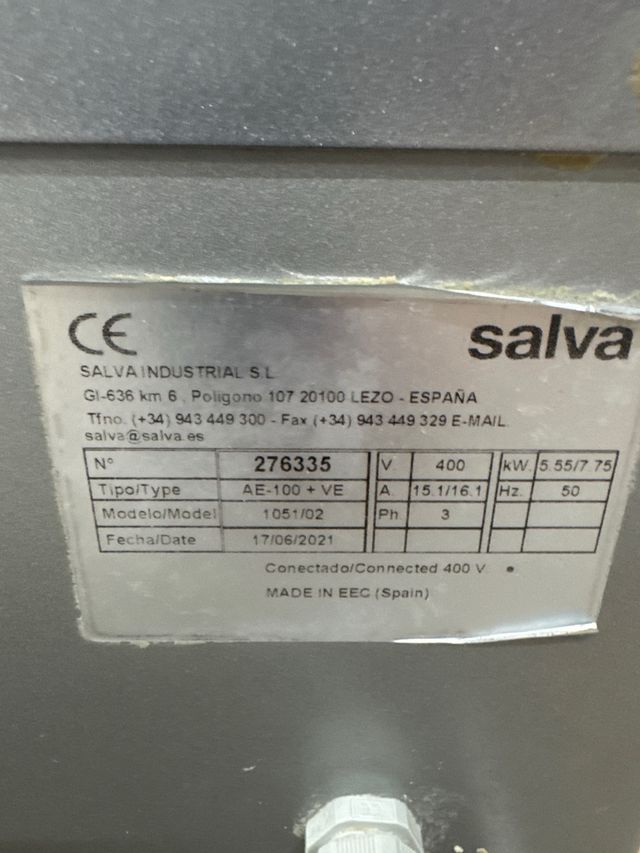 CE salva
SALVA INDUSTRIAL S.L
GI-636 km 6 , Poligono 107 20100 LEZO - ESPAÑA
Tfno. (+34) 943 449 300 - Fax (+34) 943 449 329 E-MAIL
salva@salva.es
Nº 276335 V. 400 kW. 5.55/7.75
Tipo/Type AE-100 + VE A. 15.1/16.1 Hz. 50
Modelo/Model 1051/02 Ph 3
Fecha/Date 17/06/2021
Conectado/Connected 400 V.
MADE IN EEC (Spain)